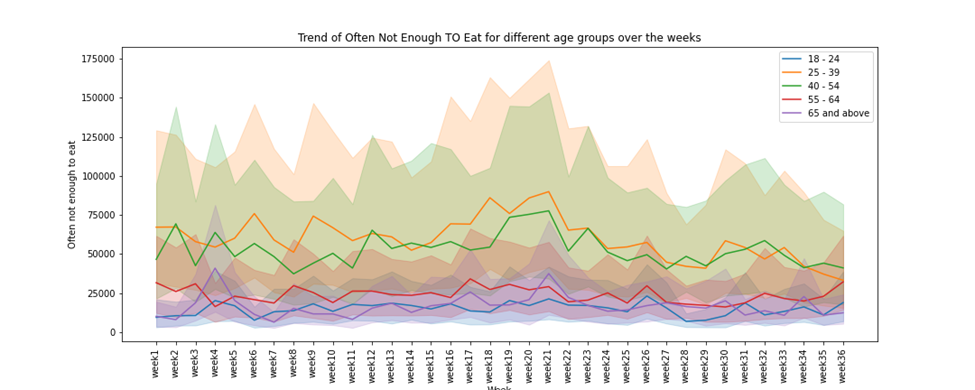 Trend of Often Not Enough TO Eat for different age groups over the weeks
18 - 24
25 - 39
40 - 54
55 - 64
65 and above
Often not enough to eat
175000
150000
125000
100000
75000
50000
25000
0
week1
week2
week3
week4
week5
week6
week7
week8
week9
week10
week11
week12
week13
week14
week15
week16
week17
week18
week19
week20
week21
week22
week23
week24
week25
week26
week27
week28
week29
week30
week31
week32
week33
week34
week35
week36
Week